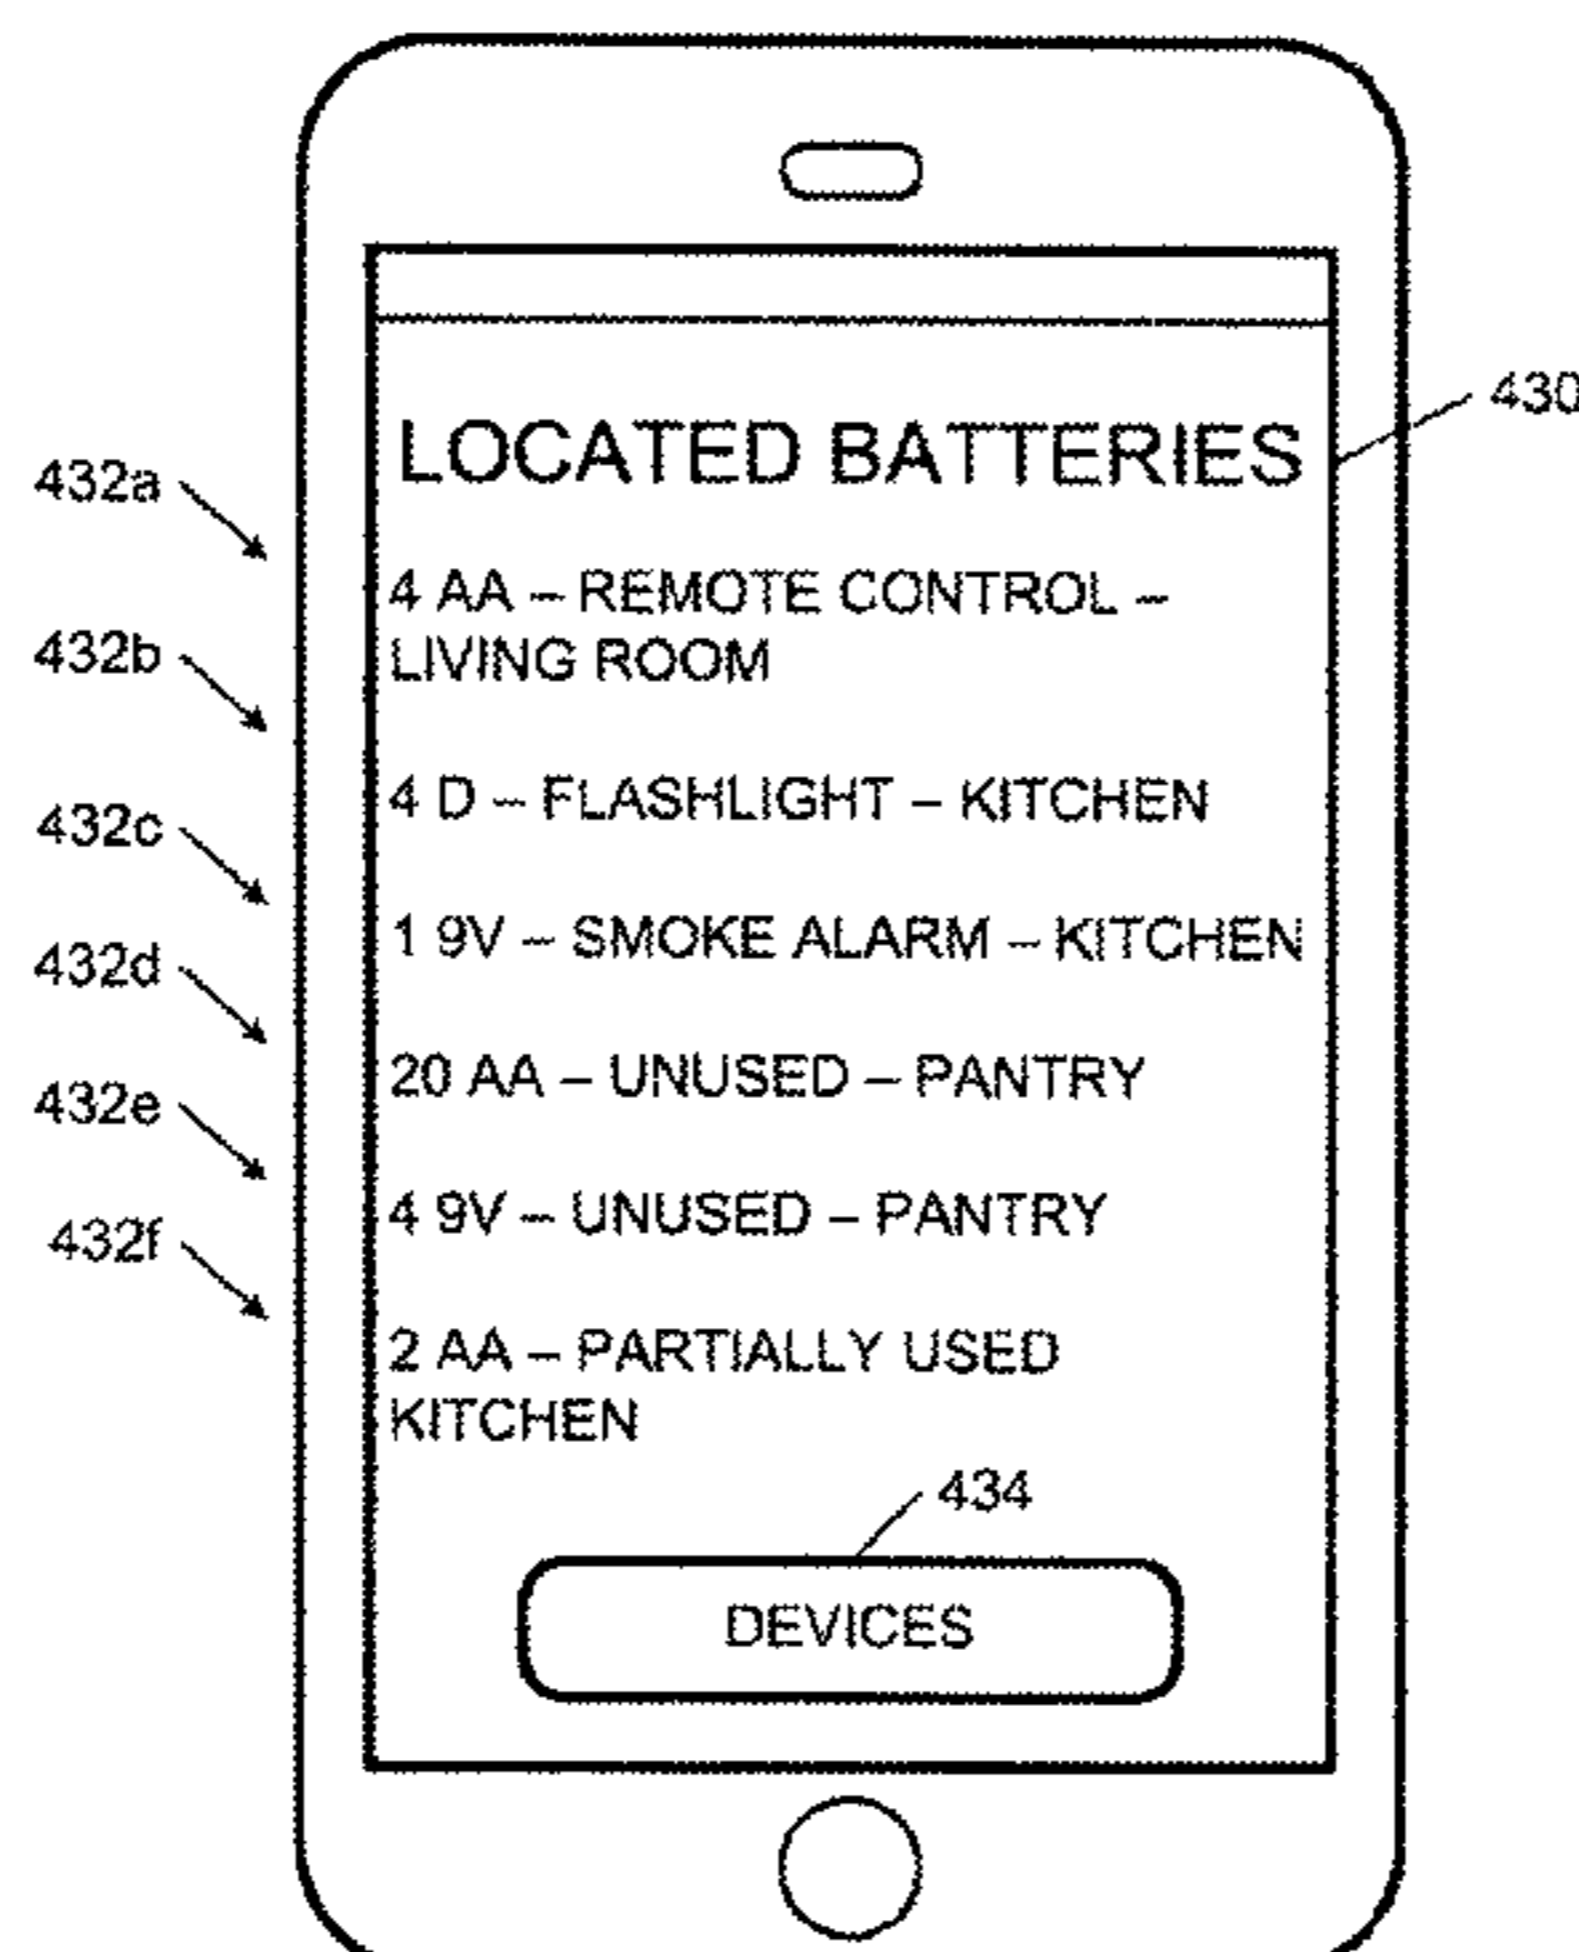 430
LOCATED BATTERIES
432a
4 AA – REMOTE CONTROL –
LIVING ROOM
432b
4 D – FLASHLIGHT – KITCHEN
432c
1 9V – SMOKE ALARM – KITCHEN
432d
20 AA – UNUSED – PANTRY
432e
4 9V – UNUSED – PANTRY
432f
2 AA – PARTIALLY USED
KITCHEN
434
DEVICES